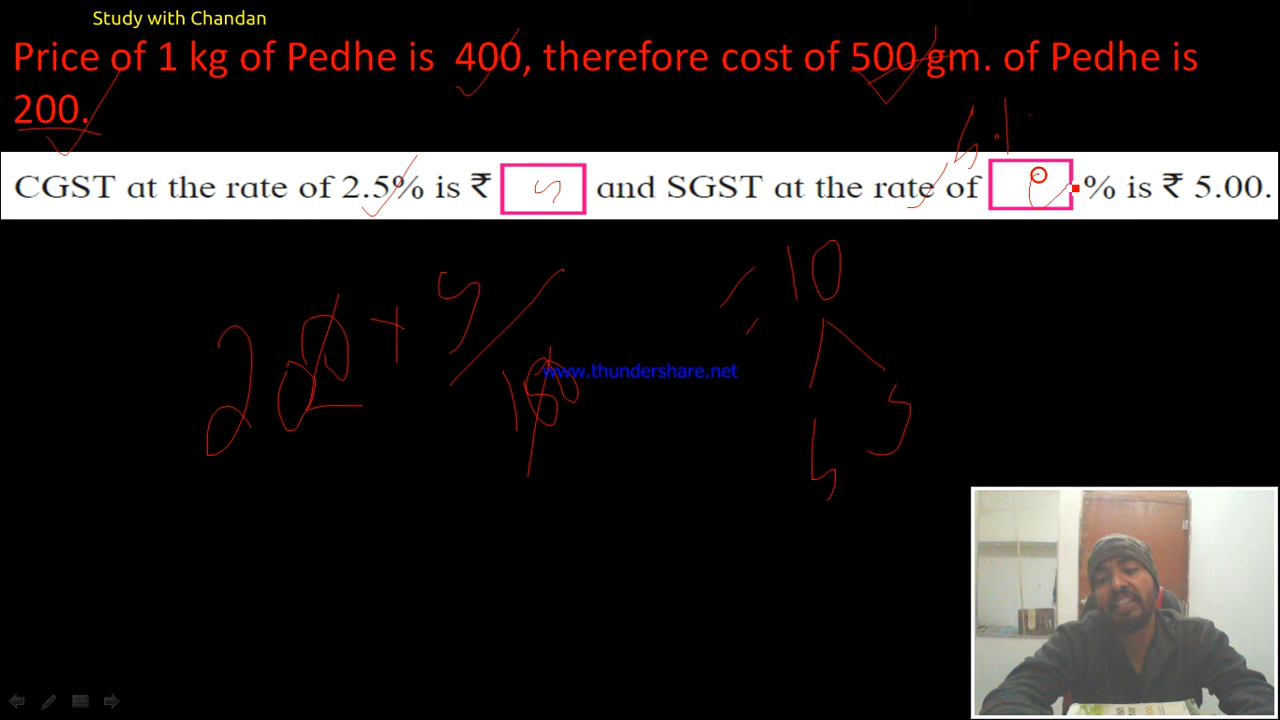 Study with Chandan
Price of 1 kg of Pedhe is 400, therefore cost of 500 gm. of Pedhe is
200.
5 %
CGST at the rate of 2.5% is ₹ 5 and SGST at the rate of % is ₹ 5.00.
200 × 5/100 = 10
5 5
www.thundershare.net